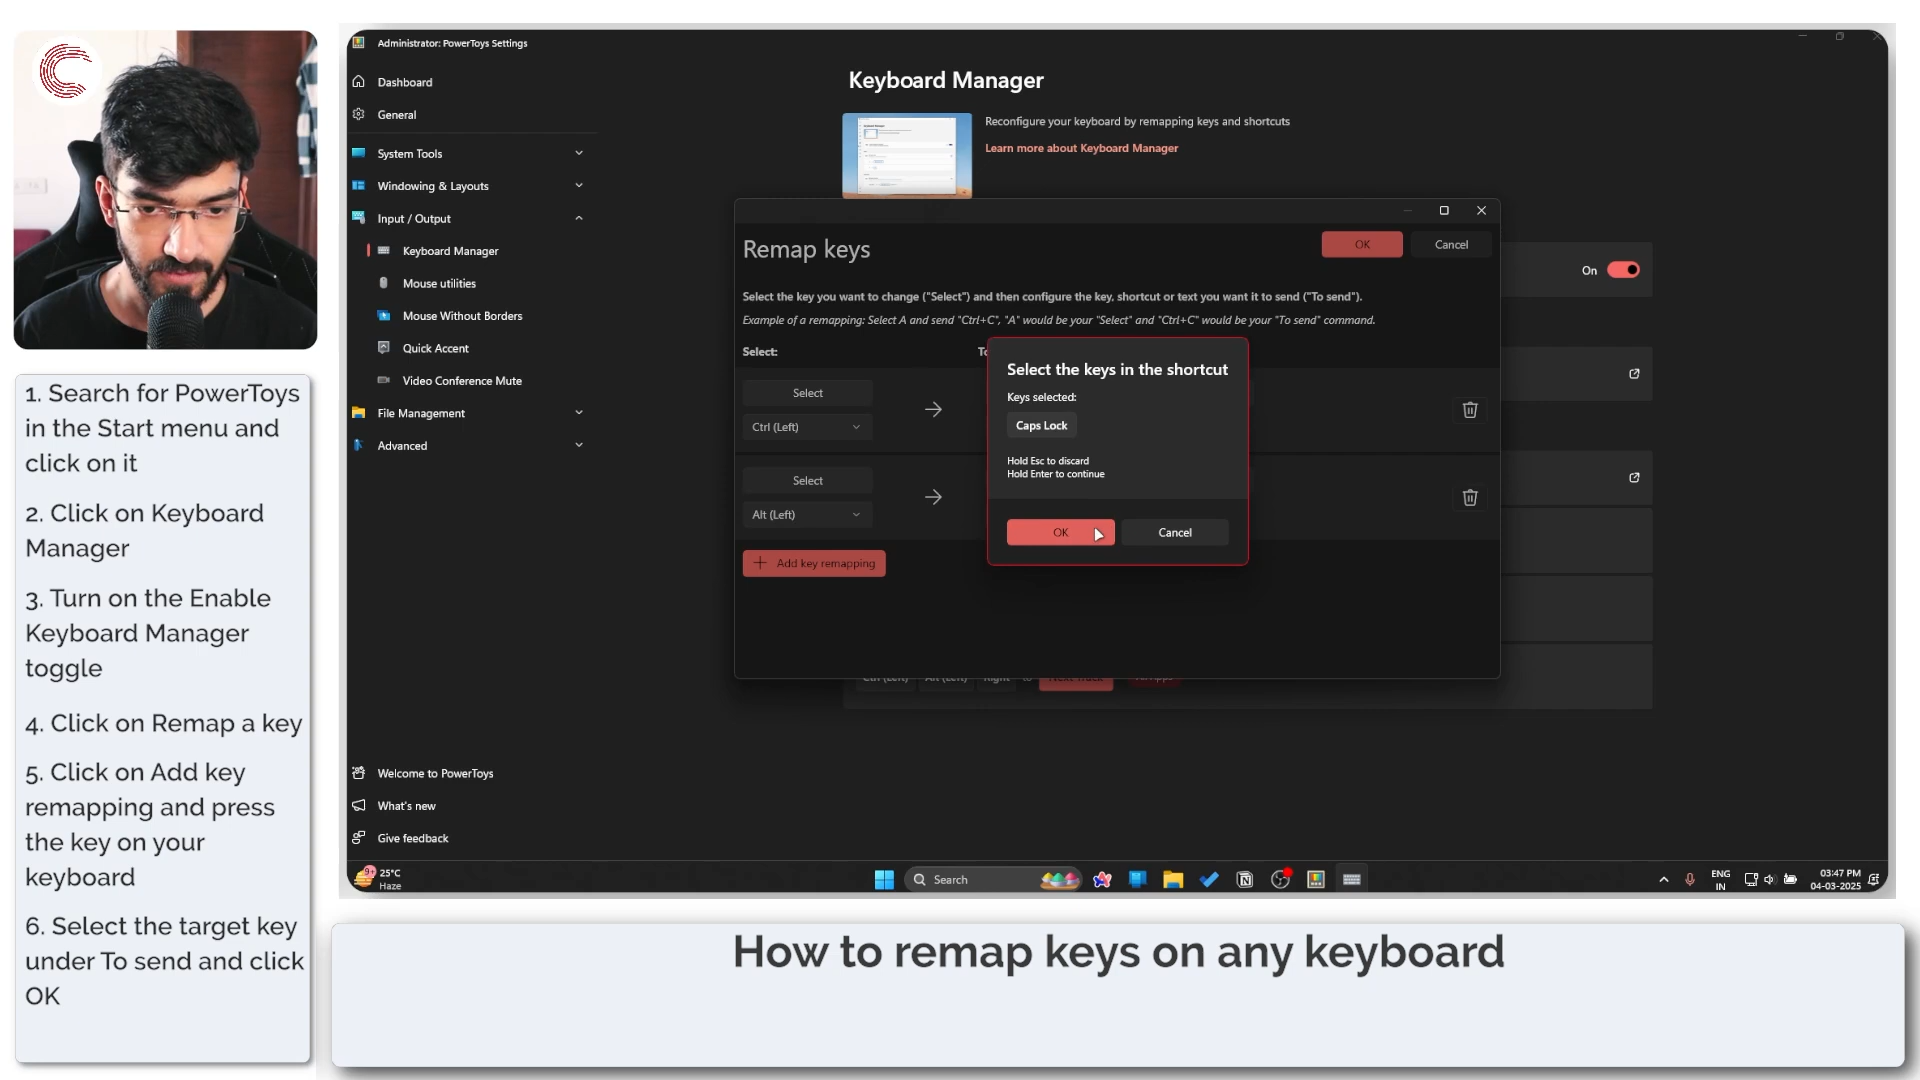 1. Search for PowerToys
in the Start menu and
click on it
2. Click on Keyboard
Manager
3. Turn on the Enable
Keyboard Manager
toggle
4. Click on Remap a key
5. Click on Add key
remapping and press
the key on your
keyboard
6. Select the target key
under To send and click
OK
Administrator: PowerToys Settings
Dashboard
General
System Tools
Windowing & Layouts
Input / Output
Keyboard Manager
Mouse utilities
Mouse Without Borders
Quick Accent
Video Conference Mute
File Management
Advanced
Welcome to PowerToys
What's new
Give feedback
Keyboard Manager
Reconfigure your keyboard by remapping keys and shortcuts
Learn more about Keyboard Manager
On
Remap keys
OK Cancel
Select the key you want to change ("Select") and then configure the key, shortcut or text you want it to send ("To send").
Example of a remapping: Select A and send "Ctrl+C", "A" would be your "Select" and "Ctrl+C" would be your "To send" command.
Select:
Select
Ctrl (Left)
Select
Alt (Left)
Add key remapping
Select the keys in the shortcut
Keys selected:
Caps Lock
Hold Esc to discard
Hold Enter to continue
OK Cancel
Ctrl (Left) Alt (Left) Right to Next Track
9+ 25°C
Haze
Search
ENG
IN
03:47 PM
04-03-2025
How to remap keys on any keyboard